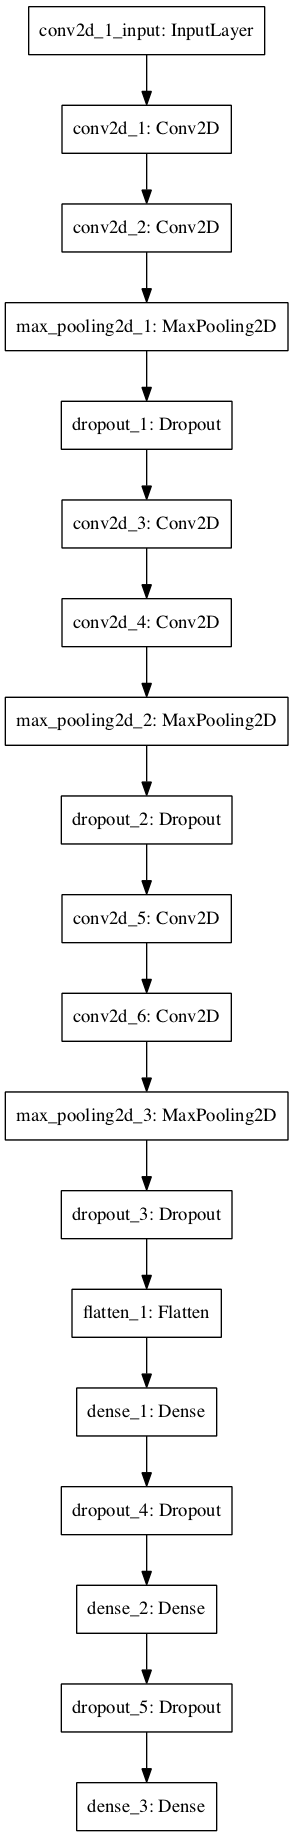 conv2d_1_input: InputLayer
conv2d_1: Conv2D
conv2d_2: Conv2D
max_pooling2d_1: MaxPooling2D
dropout_1: Dropout
conv2d_3: Conv2D
conv2d_4: Conv2D
max_pooling2d_2: MaxPooling2D
dropout_2: Dropout
conv2d_5: Conv2D
conv2d_6: Conv2D
max_pooling2d_3: MaxPooling2D
dropout_3: Dropout
flatten_1: Flatten
dense_1: Dense
dropout_4: Dropout
dense_2: Dense
dropout_5: Dropout
dense_3: Dense